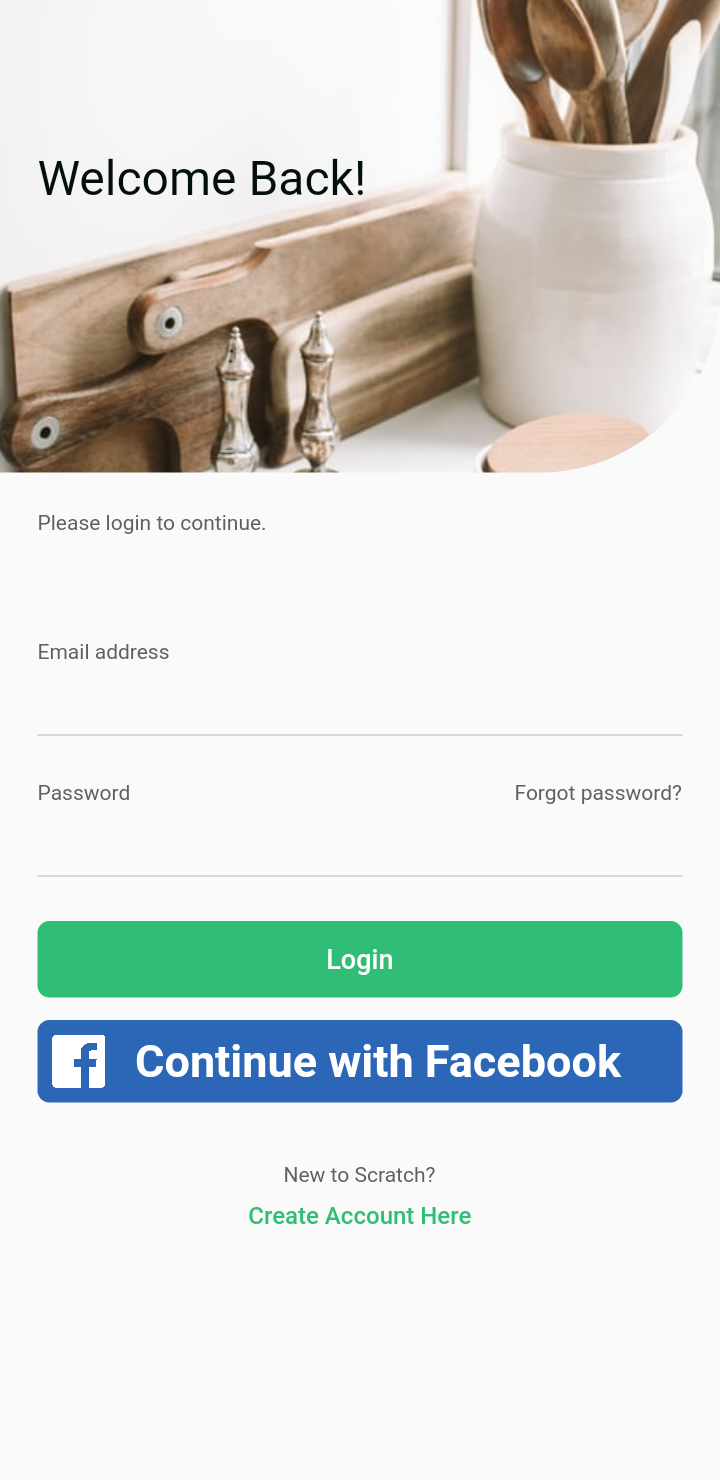 Welcome Back!
Please login to continue.
Email address
Password
Forgot password?
Login
Continue with Facebook
New to Scratch?
Create Account Here